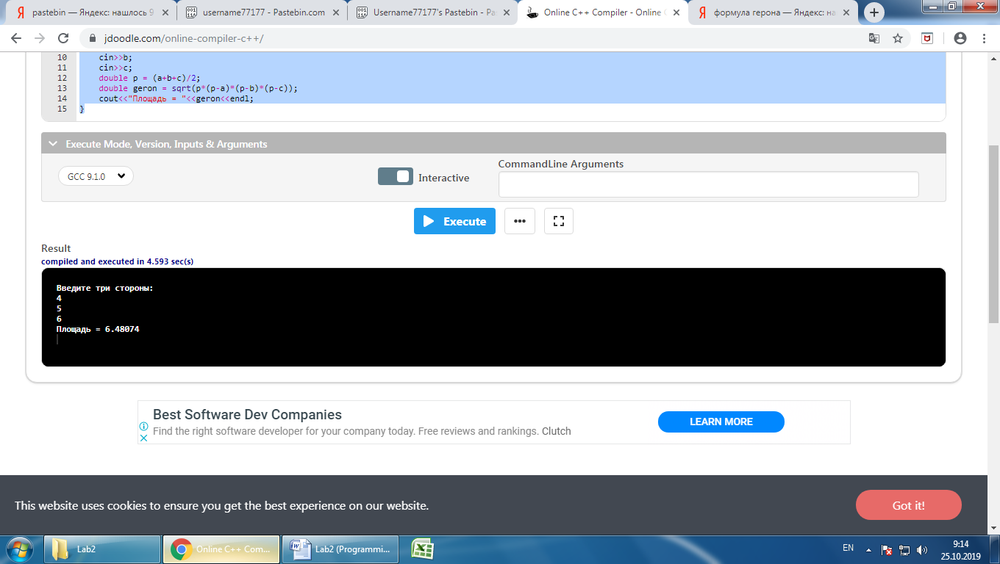 pastebin — Яндекс: нашлось 9
username77177 - Pastebin.com
Username77177's Pastebin - Pas
Online C++ Compiler - Online C
формула герона — Яндекс: на
jdoodle.com/online-compiler-c++/
10 cin>>b;
11 cin>>c;
12 double p = (a+b+c)/2;
13 double geron = sqrt(p*(p-a)*(p-b)*(p-c));
14 cout<<"Площадь = "<<geron<<endl;
15 }
Execute Mode, Version, Inputs & Arguments
CommandLine Arguments
GCC 9.1.0
Interactive
Execute
Result
compiled and executed in 4.593 sec(s)
Введите три стороны:
4
5
6
Площадь = 6.48074
Best Software Dev Companies
Find the right software developer for your company today. Free reviews and rankings. Clutch
LEARN MORE
This website uses cookies to ensure you get the best experience on our website.
Got it!
Lab2
Online C++ Com...
Lab2 (Programmi...
EN
9:14
25.10.2019